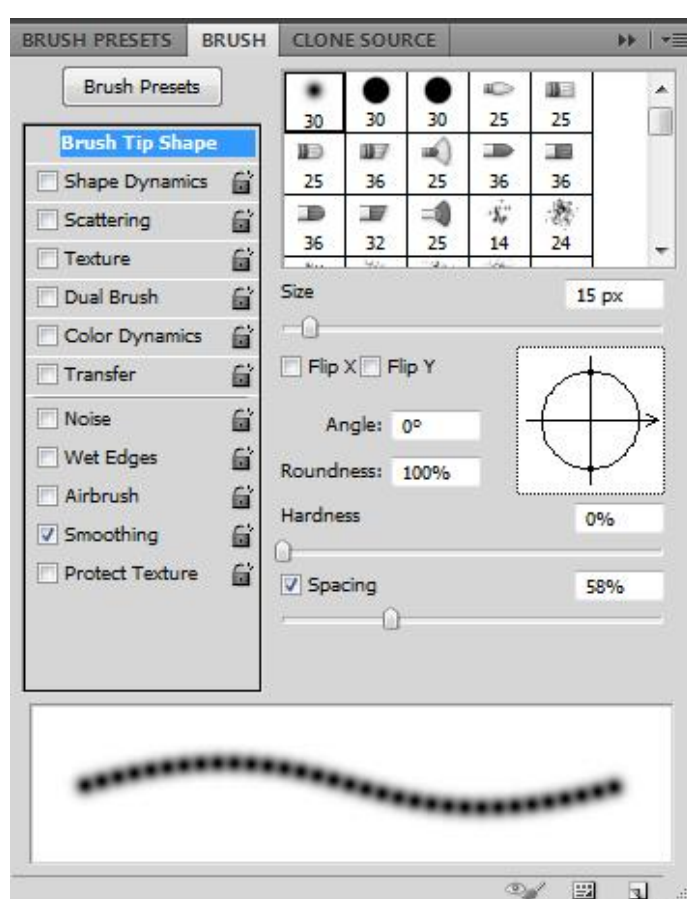 BRUSH PRESETS BRUSH CLONE SOURCE
Brush Presets
Brush Tip Shape
Shape Dynamics
Scattering
Texture
Dual Brush
Color Dynamics
Transfer
Noise
Wet Edges
Airbrush
Smoothing
Protect Texture
30 30 30 25 25
25 36 25 36 36
36 32 25 14 24
Size 15 px
Flip X Flip Y
Angle: 0º
Roundness: 100%
Hardness 0%
Spacing 58%